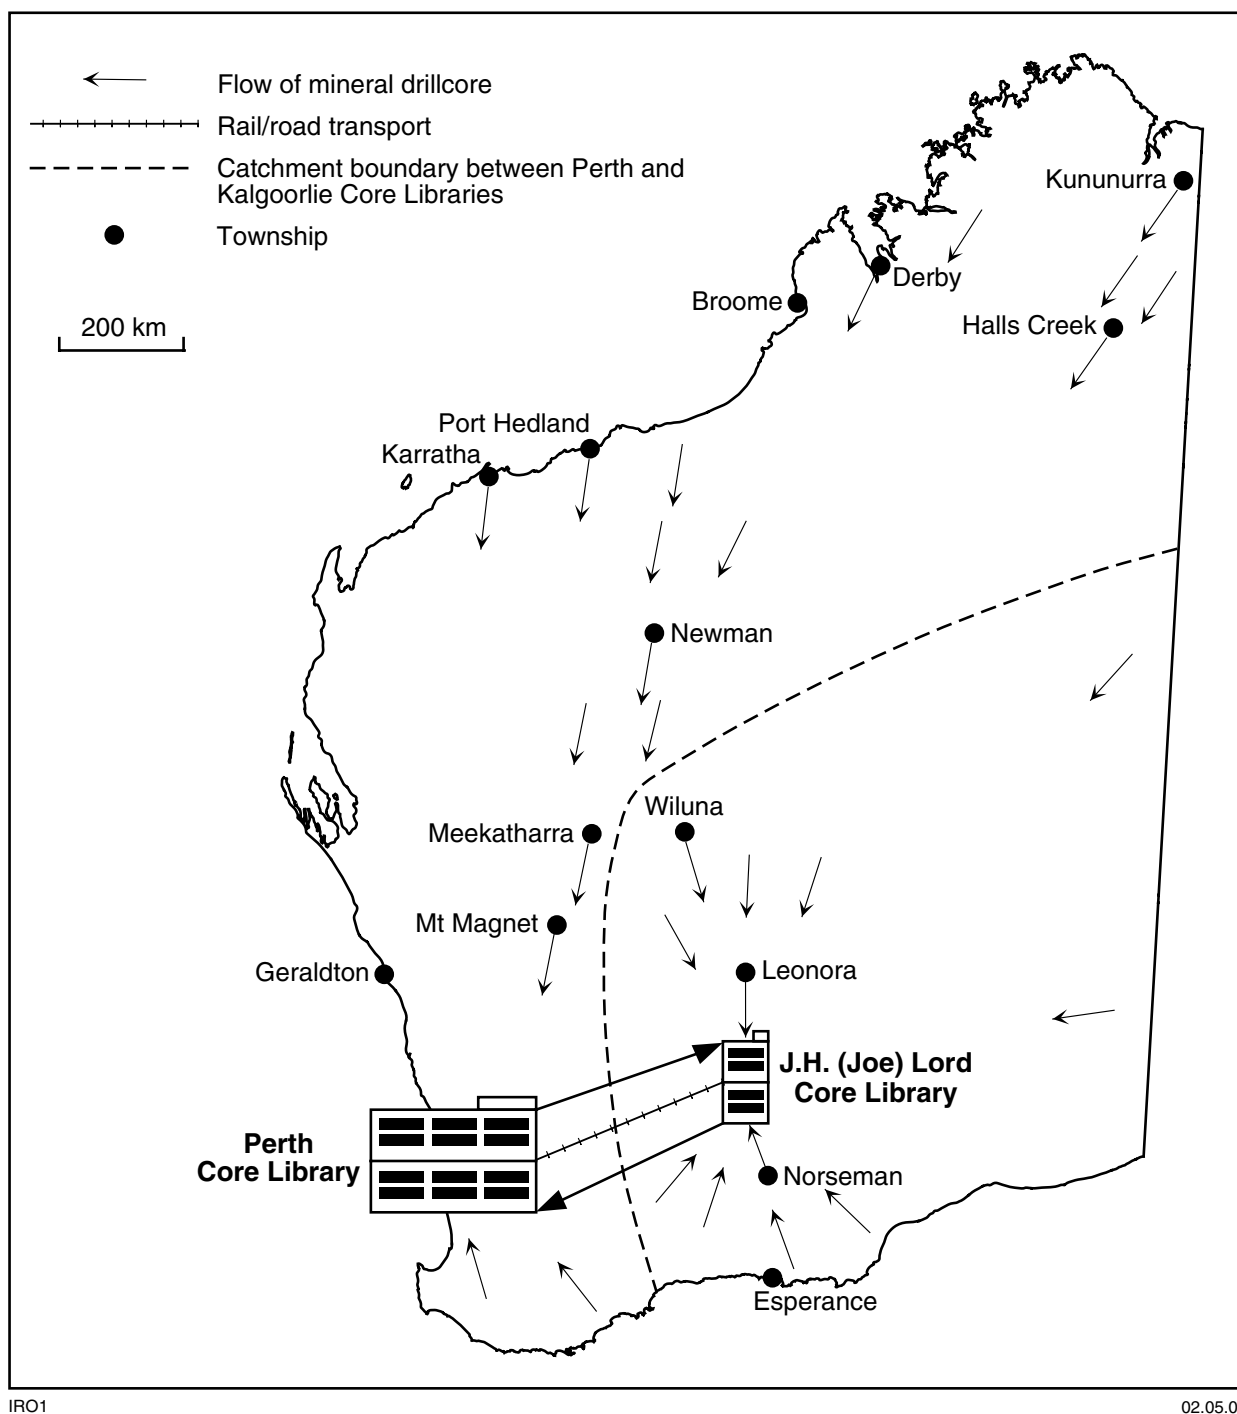 Flow of mineral drillcore
Rail/road transport
Catchment boundary between Perth and
Kalgoorlie Core Libraries
Township
200 km
Kununurra
Derby
Broome
Halls Creek
Port Hedland
Karratha
Newman
Wiluna
Meekatharra
Mt Magnet
Geraldton
Leonora
J.H. (Joe) Lord
Core Library
Perth
Core Library
Norseman
Esperance
IRO1
02.05.0